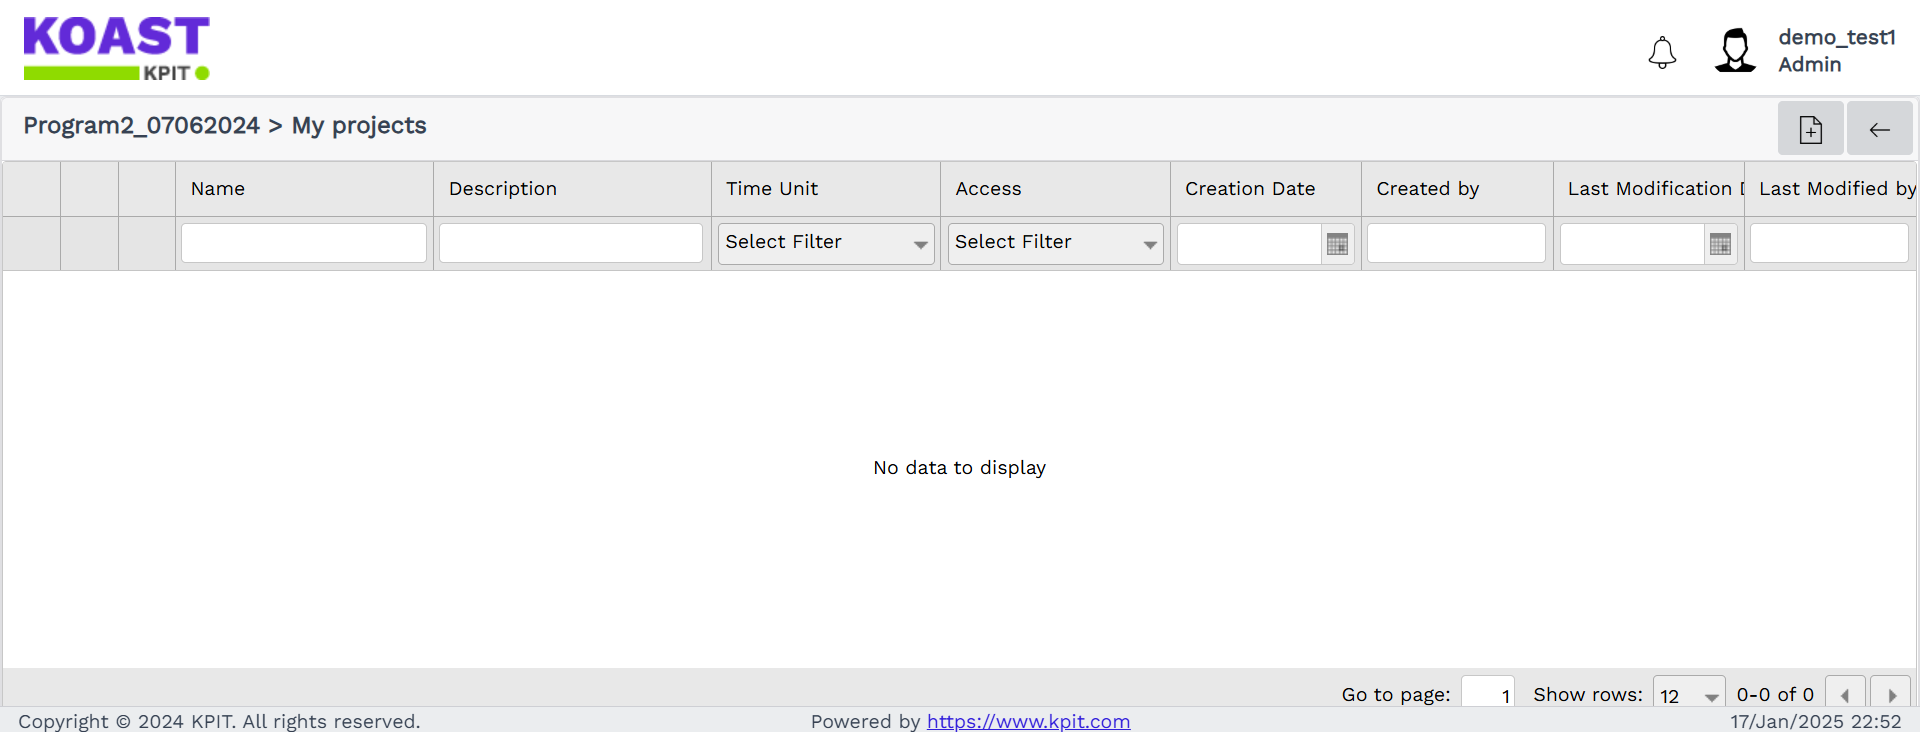 KOAST
KPIT
demo_test1
Admin
Program2_07062024 > My projects
Name Description Time Unit Access Creation Date Created by Last Modification Last Modified by
Select Filter Select Filter
No data to display
Go to page: 1 Show rows: 12 0-0 of 0
Copyright © 2024 KPIT. All rights reserved. Powered by https://www.kpit.com 17/Jan/2025 22:52